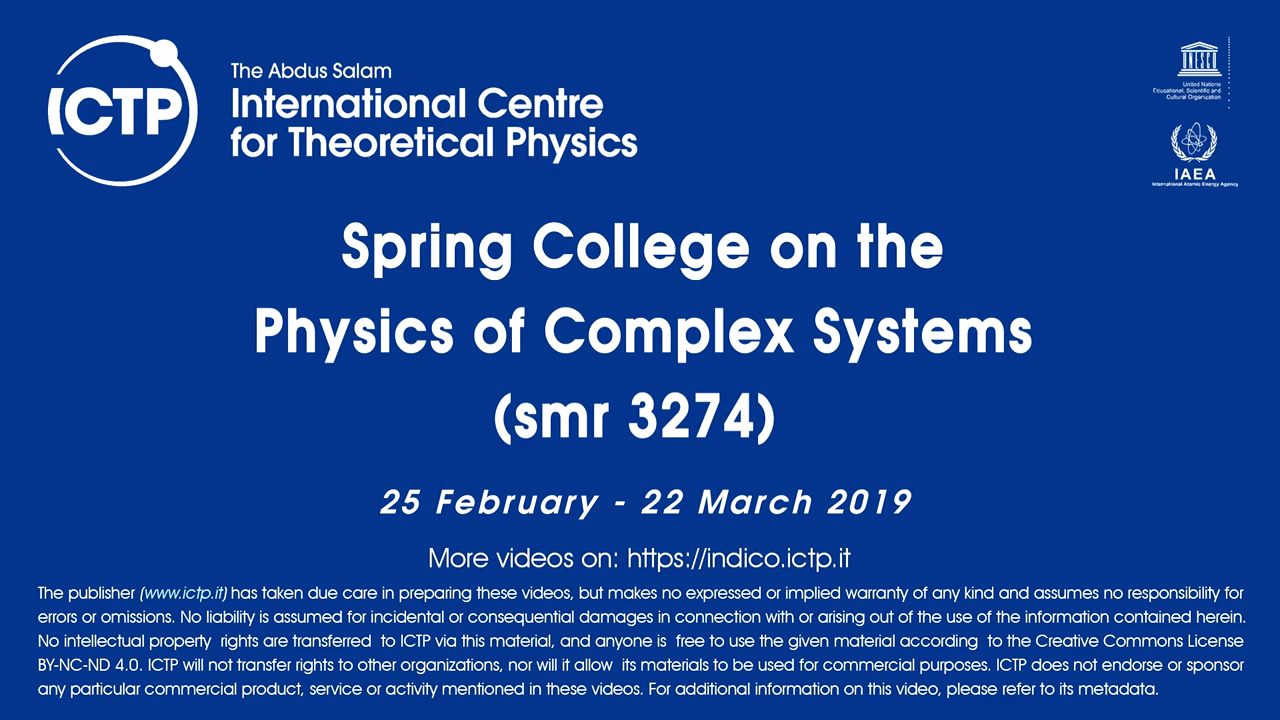 ICTP
The Abdus Salam
International Centre
for Theoretical Physics
UNESCO
United Nations
Educational, Scientific and
Cultural Organization
IAEA
International Atomic Energy Agency
Spring College on the
Physics of Complex Systems
(smr 3274)
25 February - 22 March 2019
More videos on: https://indico.ictp.it
The publisher (www.ictp.it) has taken due care in preparing these videos, but makes no expressed or implied warranty of any kind and assumes no responsibility for
errors or omissions. No liability is assumed for incidental or consequential damages in connection with or arising out of the use of the information contained herein.
No intellectual property rights are transferred to ICTP via this material, and anyone is free to use the given material according to the Creative Commons License
BY-NC-ND 4.0. ICTP will not transfer rights to other organizations, nor will it allow its materials to be used for commercial purposes. ICTP does not endorse or sponsor
any particular commercial product, service or activity mentioned in these videos. For additional information on this video, please refer to its metadata.